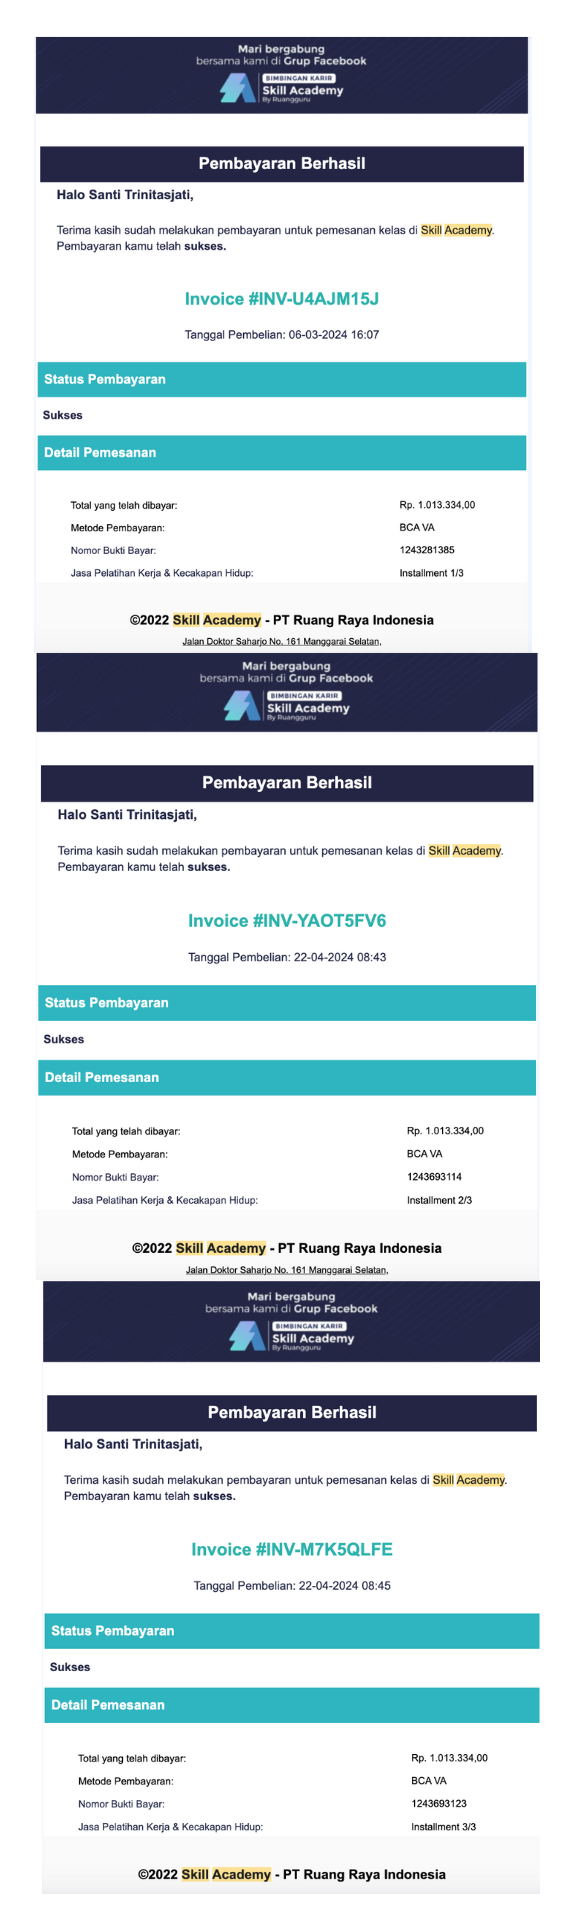 Mari bergabung
bersama kami di Grup Facebook
BIMBINGAN KARIR
Skill Academy
By Ruangguru
Pembayaran Berhasil
Halo Santi Trinitasjati,
Terima kasih sudah melakukan pembayaran untuk pemesanan kelas di Skill Academy.
Pembayaran kamu telah sukses.
Invoice #INV-U4AJM15J
Tanggal Pembelian: 06-03-2024 16:07
Status Pembayaran
Sukses
Detail Pemesanan
Total yang telah dibayar: Rp. 1.013.334,00
Metode Pembayaran: BCA VA
Nomor Bukti Bayar: 1243281385
Jasa Pelatihan Kerja & Kecakapan Hidup: Installment 1/3
©2022 Skill Academy - PT Ruang Raya Indonesia
Jalan Doktor Saharjo No. 161 Manggarai Selatan,
Mari bergabung
bersama kami di Grup Facebook
BIMBINGAN KARIR
Skill Academy
By Ruangguru
Pembayaran Berhasil
Halo Santi Trinitasjati,
Terima kasih sudah melakukan pembayaran untuk pemesanan kelas di Skill Academy.
Pembayaran kamu telah sukses.
Invoice #INV-YAOT5FV6
Tanggal Pembelian: 22-04-2024 08:43
Status Pembayaran
Sukses
Detail Pemesanan
Total yang telah dibayar: Rp. 1.013.334,00
Metode Pembayaran: BCA VA
Nomor Bukti Bayar: 1243693114
Jasa Pelatihan Kerja & Kecakapan Hidup: Installment 2/3
©2022 Skill Academy - PT Ruang Raya Indonesia
Jalan Doktor Saharjo No. 161 Manggarai Selatan,
Mari bergabung
bersama kami di Grup Facebook
BIMBINGAN KARIR
Skill Academy
By Ruangguru
Pembayaran Berhasil
Halo Santi Trinitasjati,
Terima kasih sudah melakukan pembayaran untuk pemesanan kelas di Skill Academy.
Pembayaran kamu telah sukses.
Invoice #INV-M7K5QLFE
Tanggal Pembelian: 22-04-2024 08:45
Status Pembayaran
Sukses
Detail Pemesanan
Total yang telah dibayar: Rp. 1.013.334,00
Metode Pembayaran: BCA VA
Nomor Bukti Bayar: 1243693123
Jasa Pelatihan Kerja & Kecakapan Hidup: Installment 3/3
©2022 Skill Academy - PT Ruang Raya Indonesia